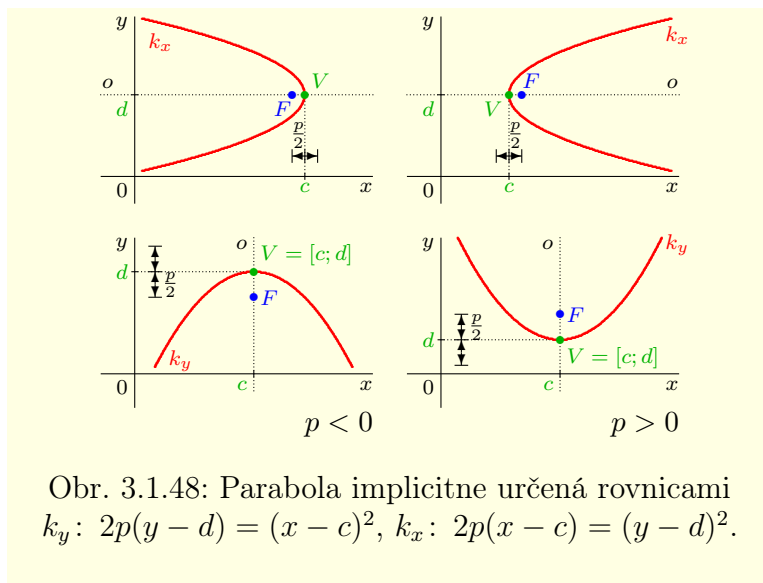 y k_x V o d F p/2 0 c x
y k_x F o d V p/2 0 c x
y o V = [c; d] d p/2 F k_y 0 c x
y o k_y F p/2 d V = [c; d] 0 c x
p < 0 p > 0
Obr. 3.1.48: Parabola implicitne určená rovnicami
k_y: 2p(y − d) = (x − c)², k_x: 2p(x − c) = (y − d)².